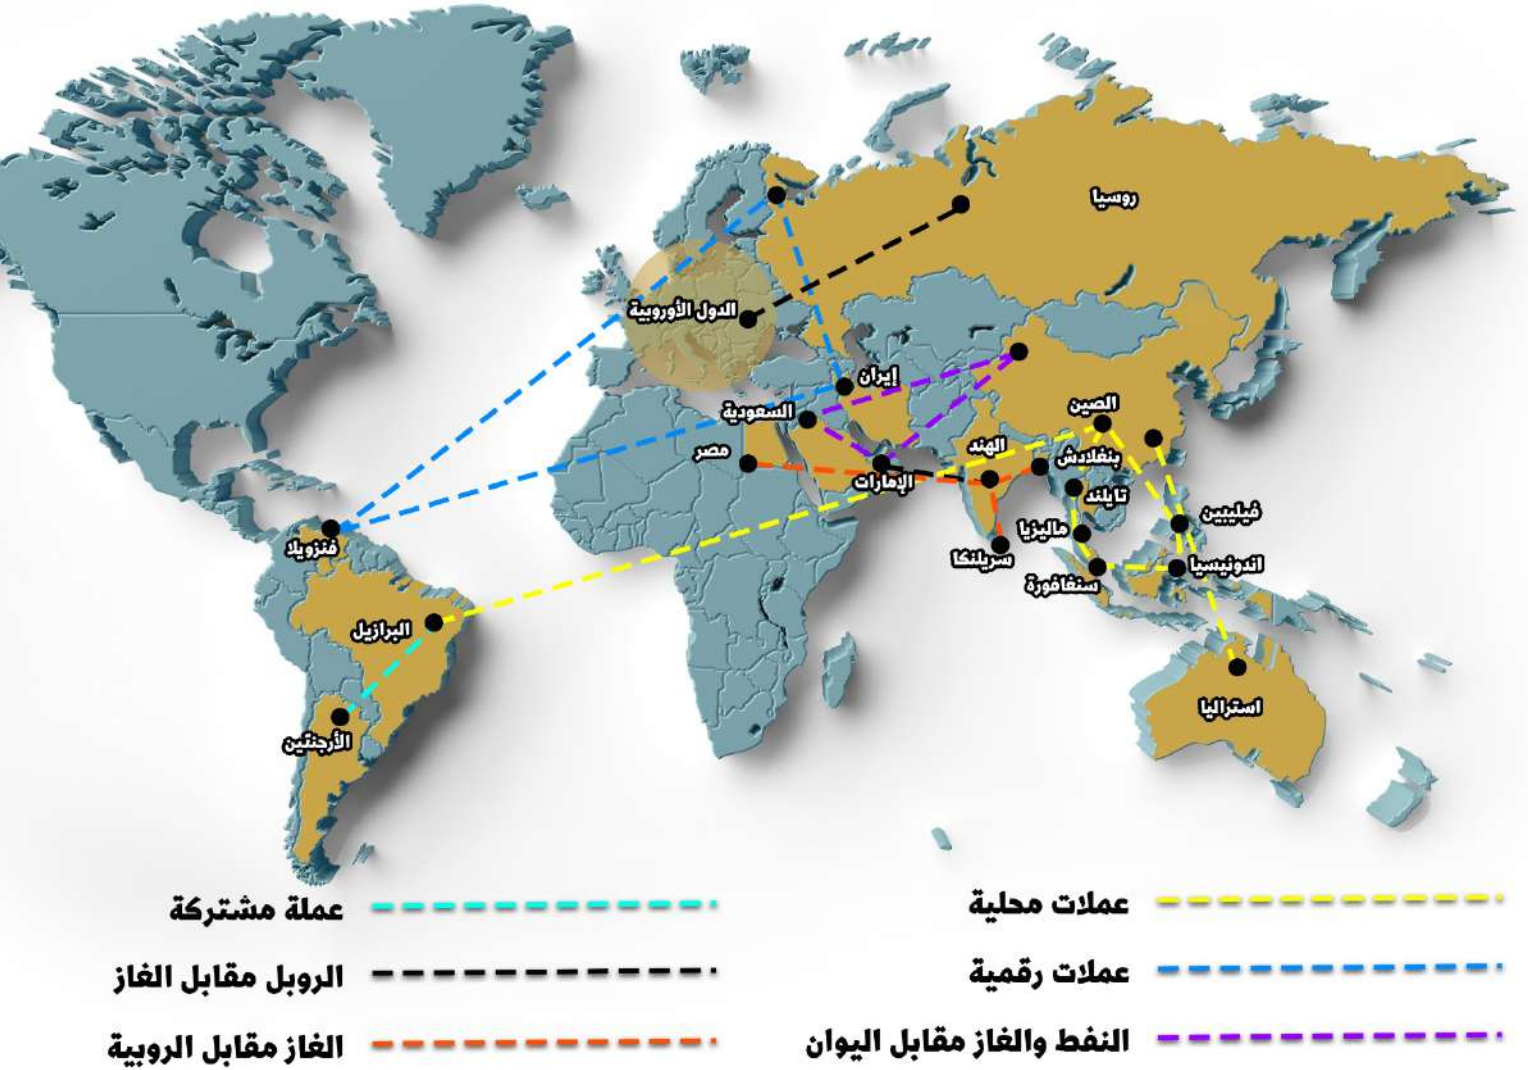 روسيا
الدول الأوروبية
إيران
السعودية
الصين
مصر
الهند
بنغلادش
الإمارات
تايلند
فيليبين
ماليزيا
فنزويلا
سريلنكا
اندونيسيا
سنغافورة
البرازيل
استراليا
الأرجنتين
عملات محلية
عملة مشتركة
عملات رقمية
الروبل مقابل الغاز
النفط والغاز مقابل اليوان
الغاز مقابل الروبية